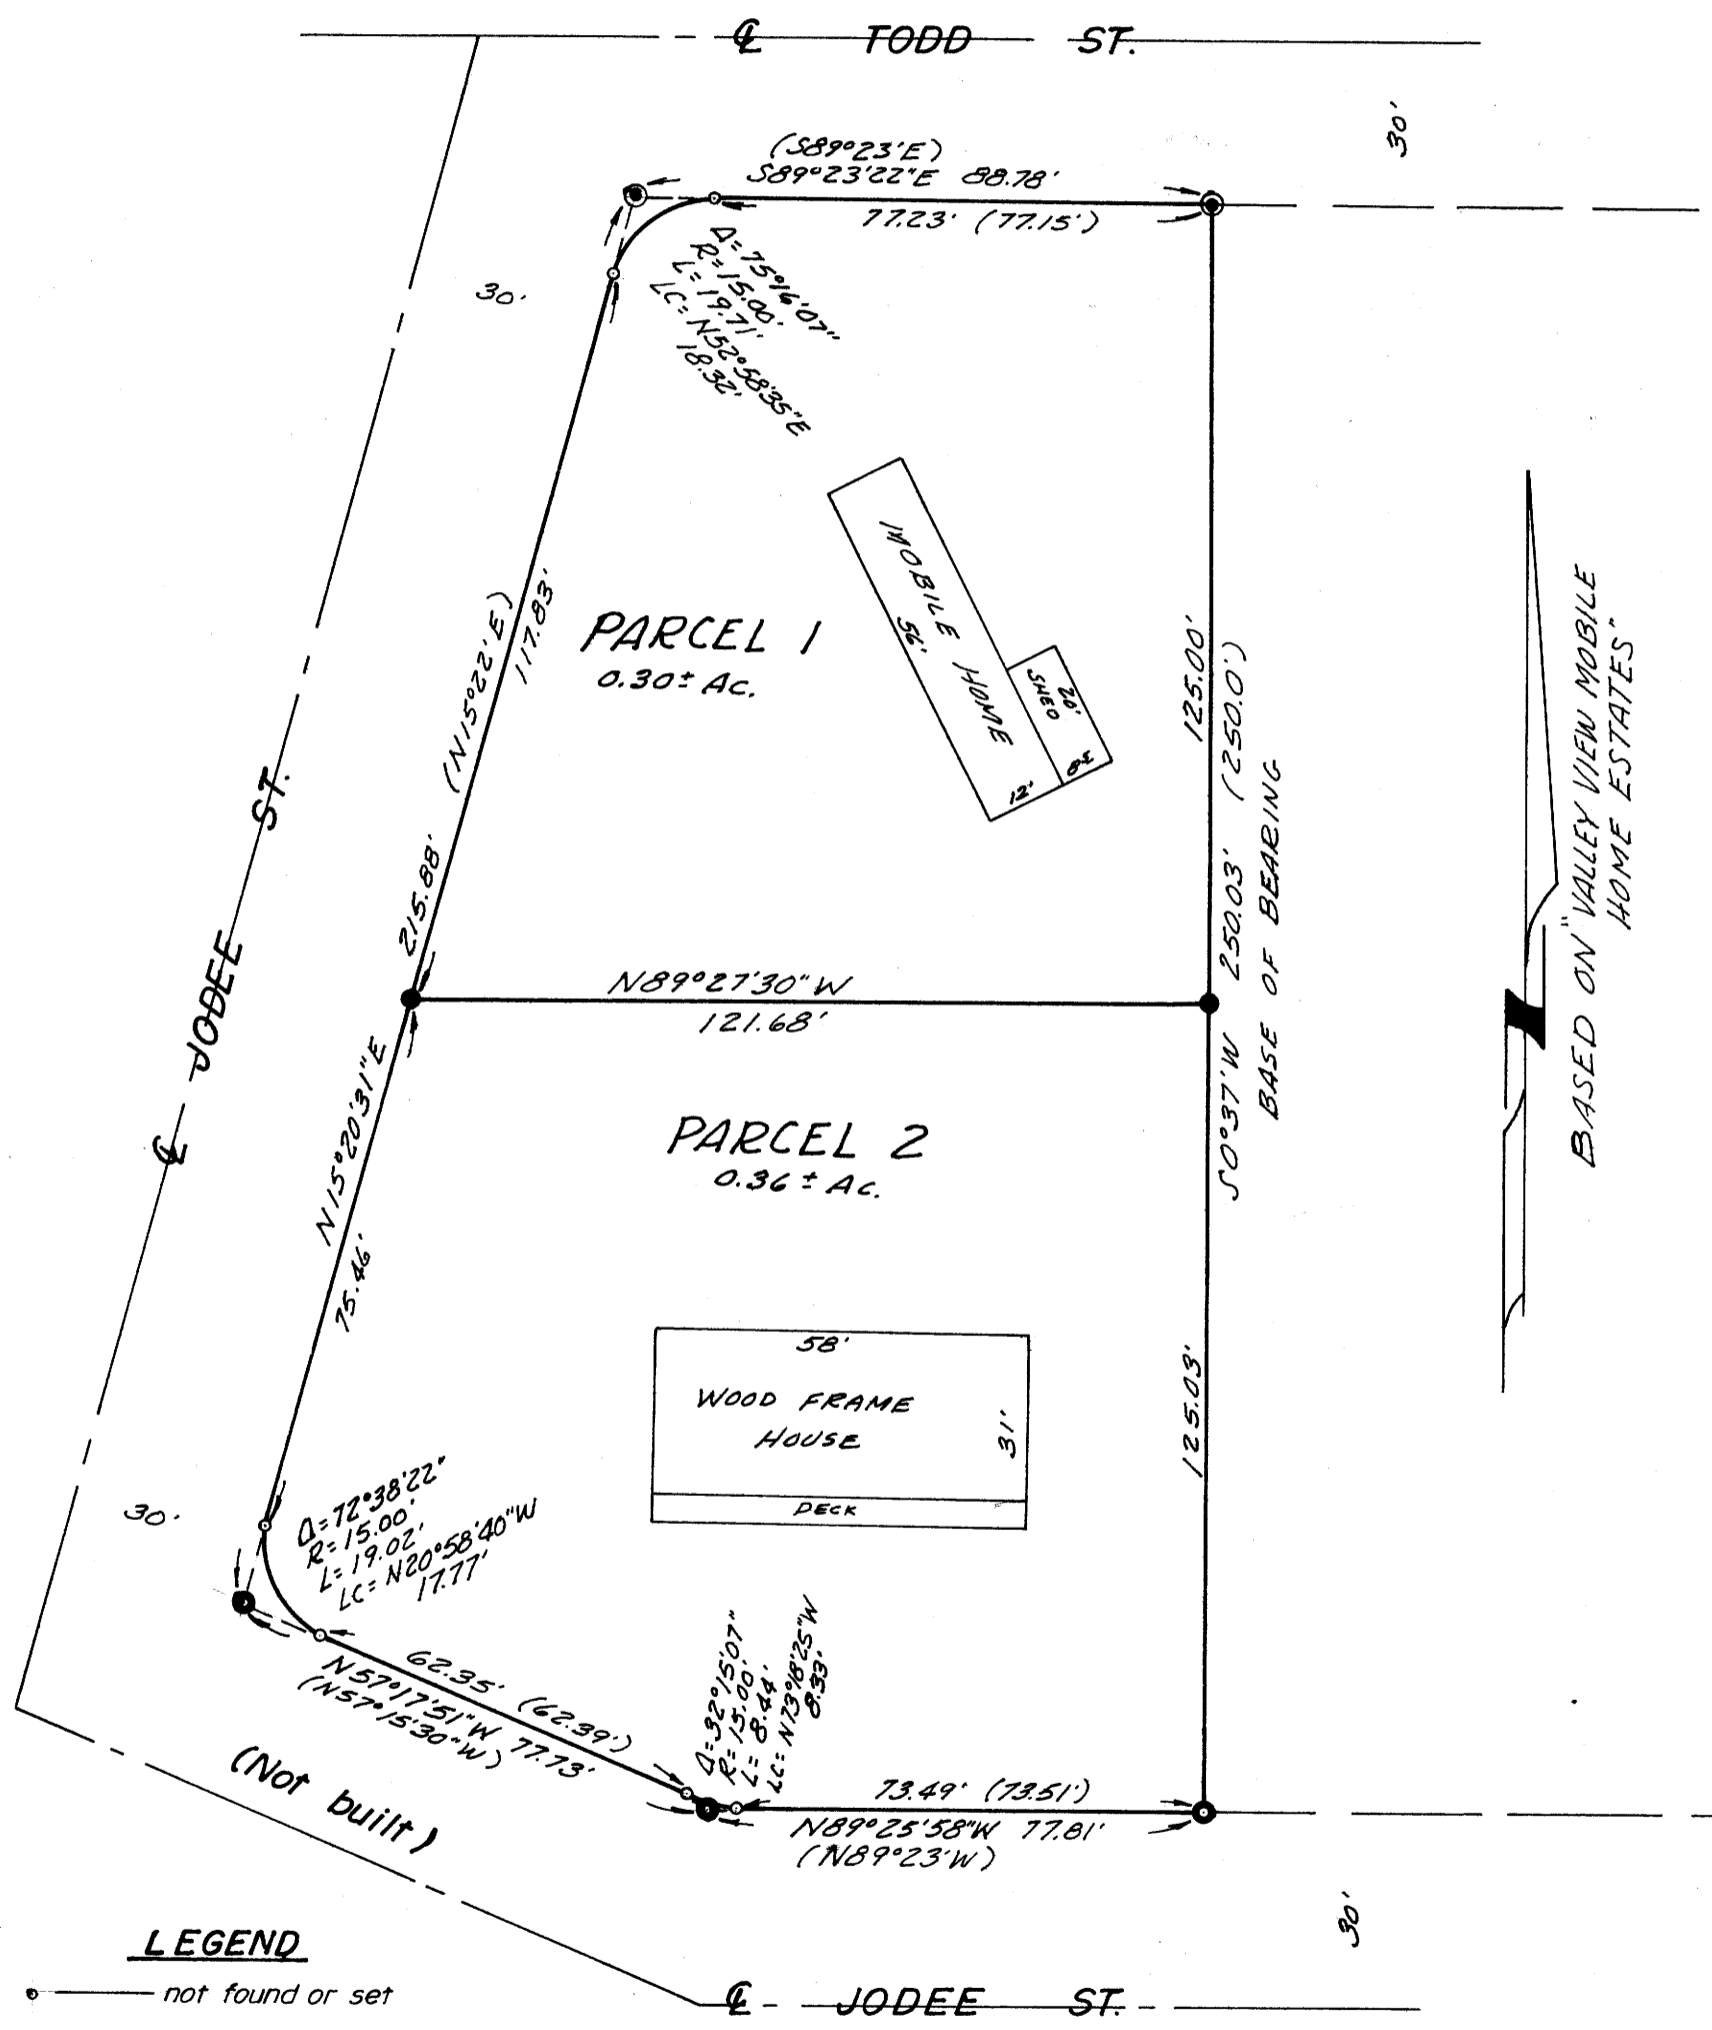 ℄ TODD ST.
30'
(S89°23'E)
S89°23'22"E 88.78'
77.23' (77.15')
Δ=75°16'07"
R=15.00'
L=19.71'
LC=N52°58'35"E
18.32'
30'
MOBILE HOME
56'
12'
20'
SHED
8±
(N15°22'E)
117.83'
PARCEL 1
0.30± Ac.
125.00'
215.88'
250.03' (250.0')
S0°37'W
BASE OF BEARING
BASED ON "VALLEY VIEW MOBILE
HOME ESTATES"
N
℄ JODEE ST.
N89°27'30"W
121.68'
N15°20'31"E
75.46'
PARCEL 2
0.36± Ac.
58'
WOOD FRAME
HOUSE
31'
DECK
125.03'
30'
Δ=72°38'22"
R=15.00'
L=19.02'
LC=N20°58'40"W
17.77'
62.35' (62.39')
N57°17'51"W 77.73'
(N57°15'30"W)
Δ=32°15'07"
R=15.00'
L=8.44'
LC=N73°18'25"W
8.33'
73.49' (73.51')
N89°25'58"W 77.81'
(N89°23'W)
(Not built)
30'
LEGEND
not found or set
℄ JODEE ST.